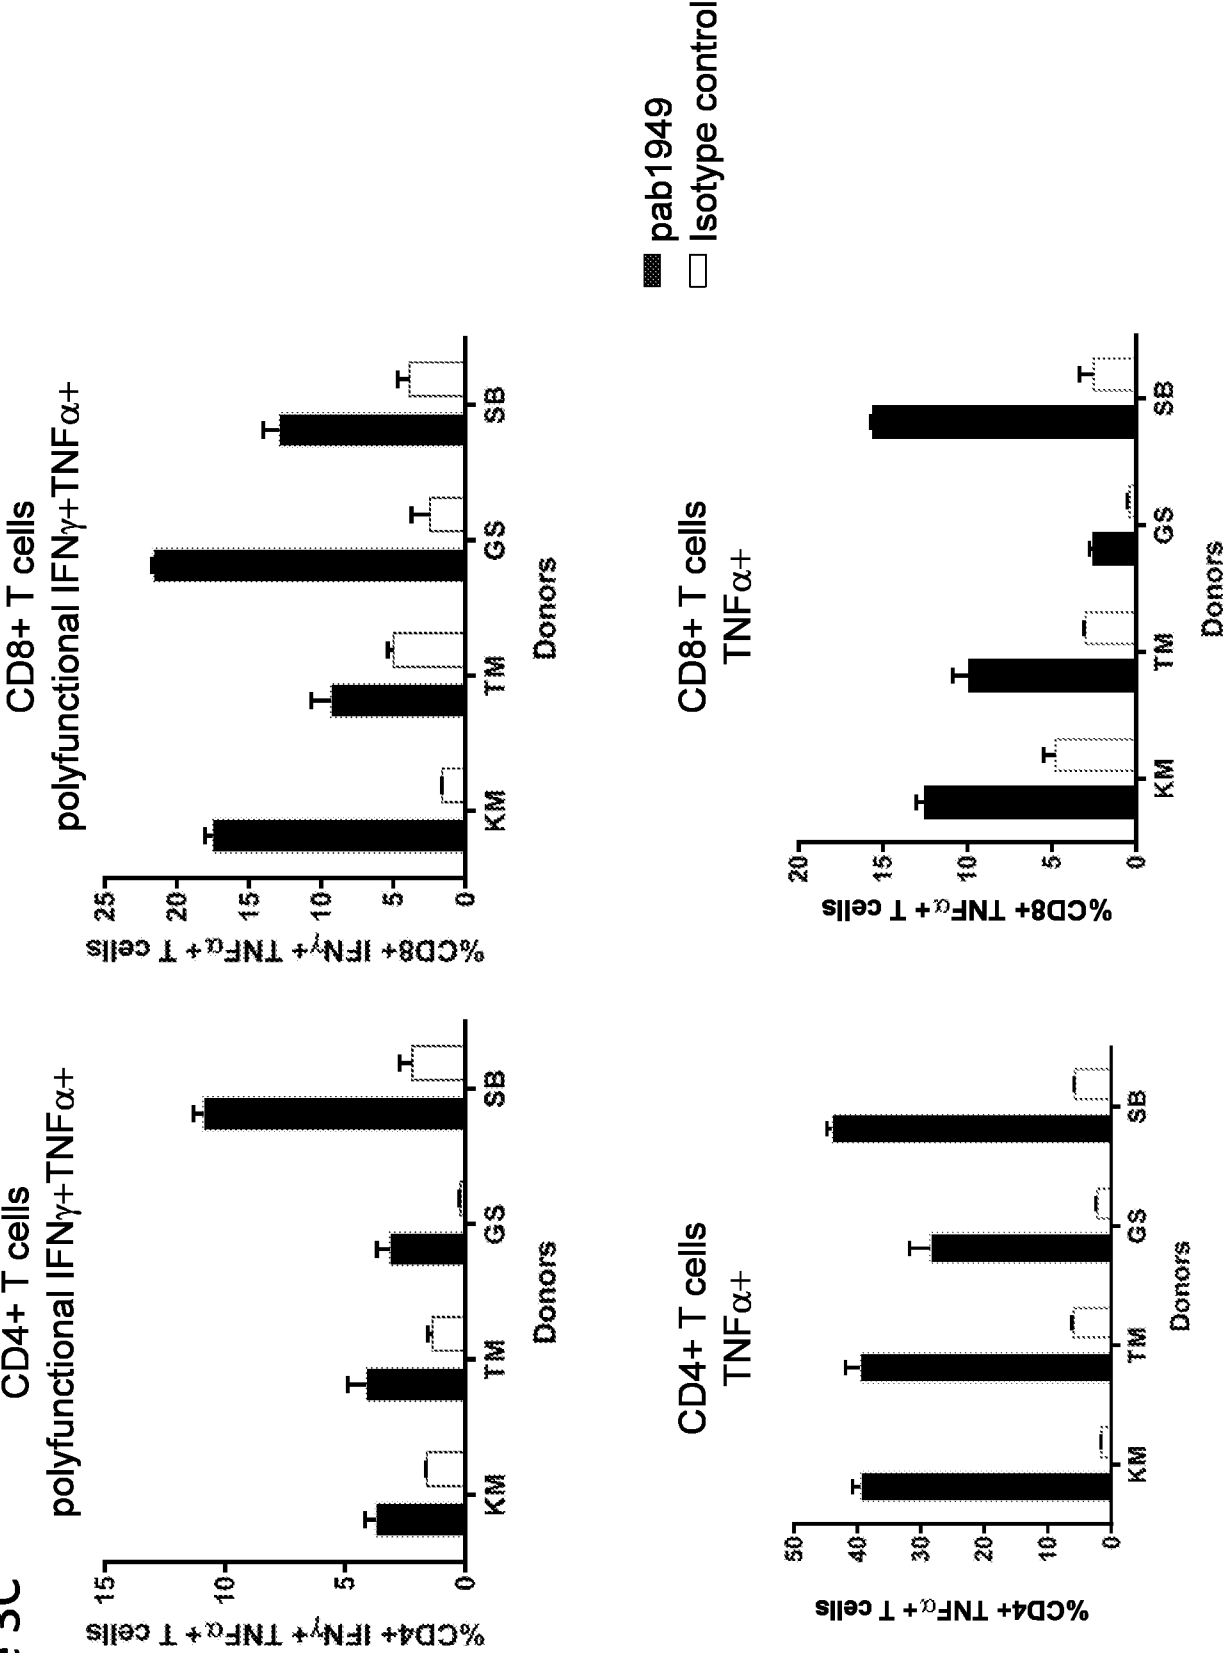 e 3C
CD4+ T cells
polyfunctional IFNγ+TNFα+
%CD4+ IFNγ+ TNFα+ T cells
15
10
5
0
KM TM GS SB
Donors
CD8+ T cells
polyfunctional IFNγ+TNFα+
%CD8+ IFNγ+ TNFα+ T cells
25
20
15
10
5
0
KM TM GS SB
Donors
CD4+ T cells
TNFα+
%CD4+ TNFα+ T cells
50
40
30
20
10
0
KM TM GS SB
Donors
CD8+ T cells
TNFα+
%CD8+ TNFα+ T cells
20
15
10
5
0
KM TM GS SB
Donors
pab1949
Isotype control